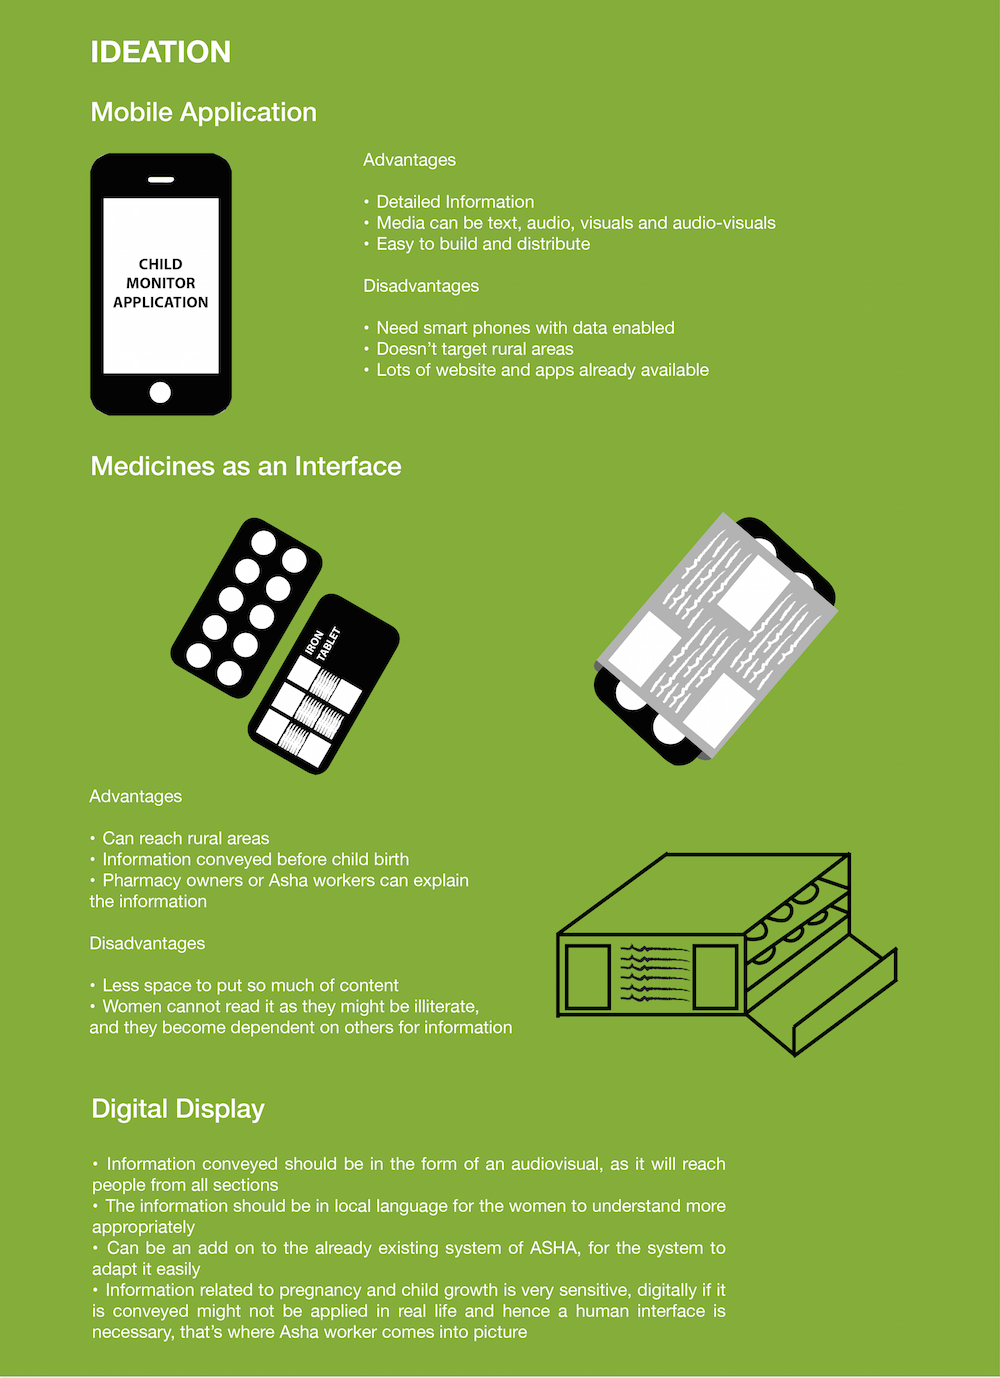 IDEATION
Mobile Application
CHILD
MONITOR
APPLICATION
Advantages
• Detailed Information
• Media can be text, audio, visuals and audio-visuals
• Easy to build and distribute
Disadvantages
• Need smart phones with data enabled
• Doesn't target rural areas
• Lots of website and apps already available
Medicines as an Interface
IRON
TABLET
Advantages
• Can reach rural areas
• Information conveyed before child birth
• Pharmacy owners or Asha workers can explain
the information
Disadvantages
• Less space to put so much of content
• Women cannot read it as they might be illiterate,
and they become dependent on others for information
Digital Display
• Information conveyed should be in the form of an audiovisual, as it will reach
people from all sections
• The information should be in local language for the women to understand more
appropriately
• Can be an add on to the already existing system of ASHA, for the system to
adapt it easily
• Information related to pregnancy and child growth is very sensitive, digitally if it
is conveyed might not be applied in real life and hence a human interface is
necessary, that's where Asha worker comes into picture